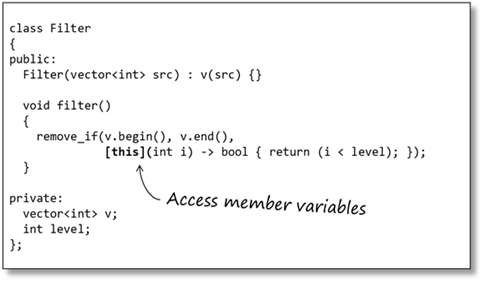 class Filter
{
public:
  Filter(vector<int> src) : v(src) {}

  void filter()
  {
    remove_if(v.begin(), v.end(),
              [this](int i) -> bool { return (i < level); });
  }

private:
  vector<int> v;
  int level;
};
Access member variables